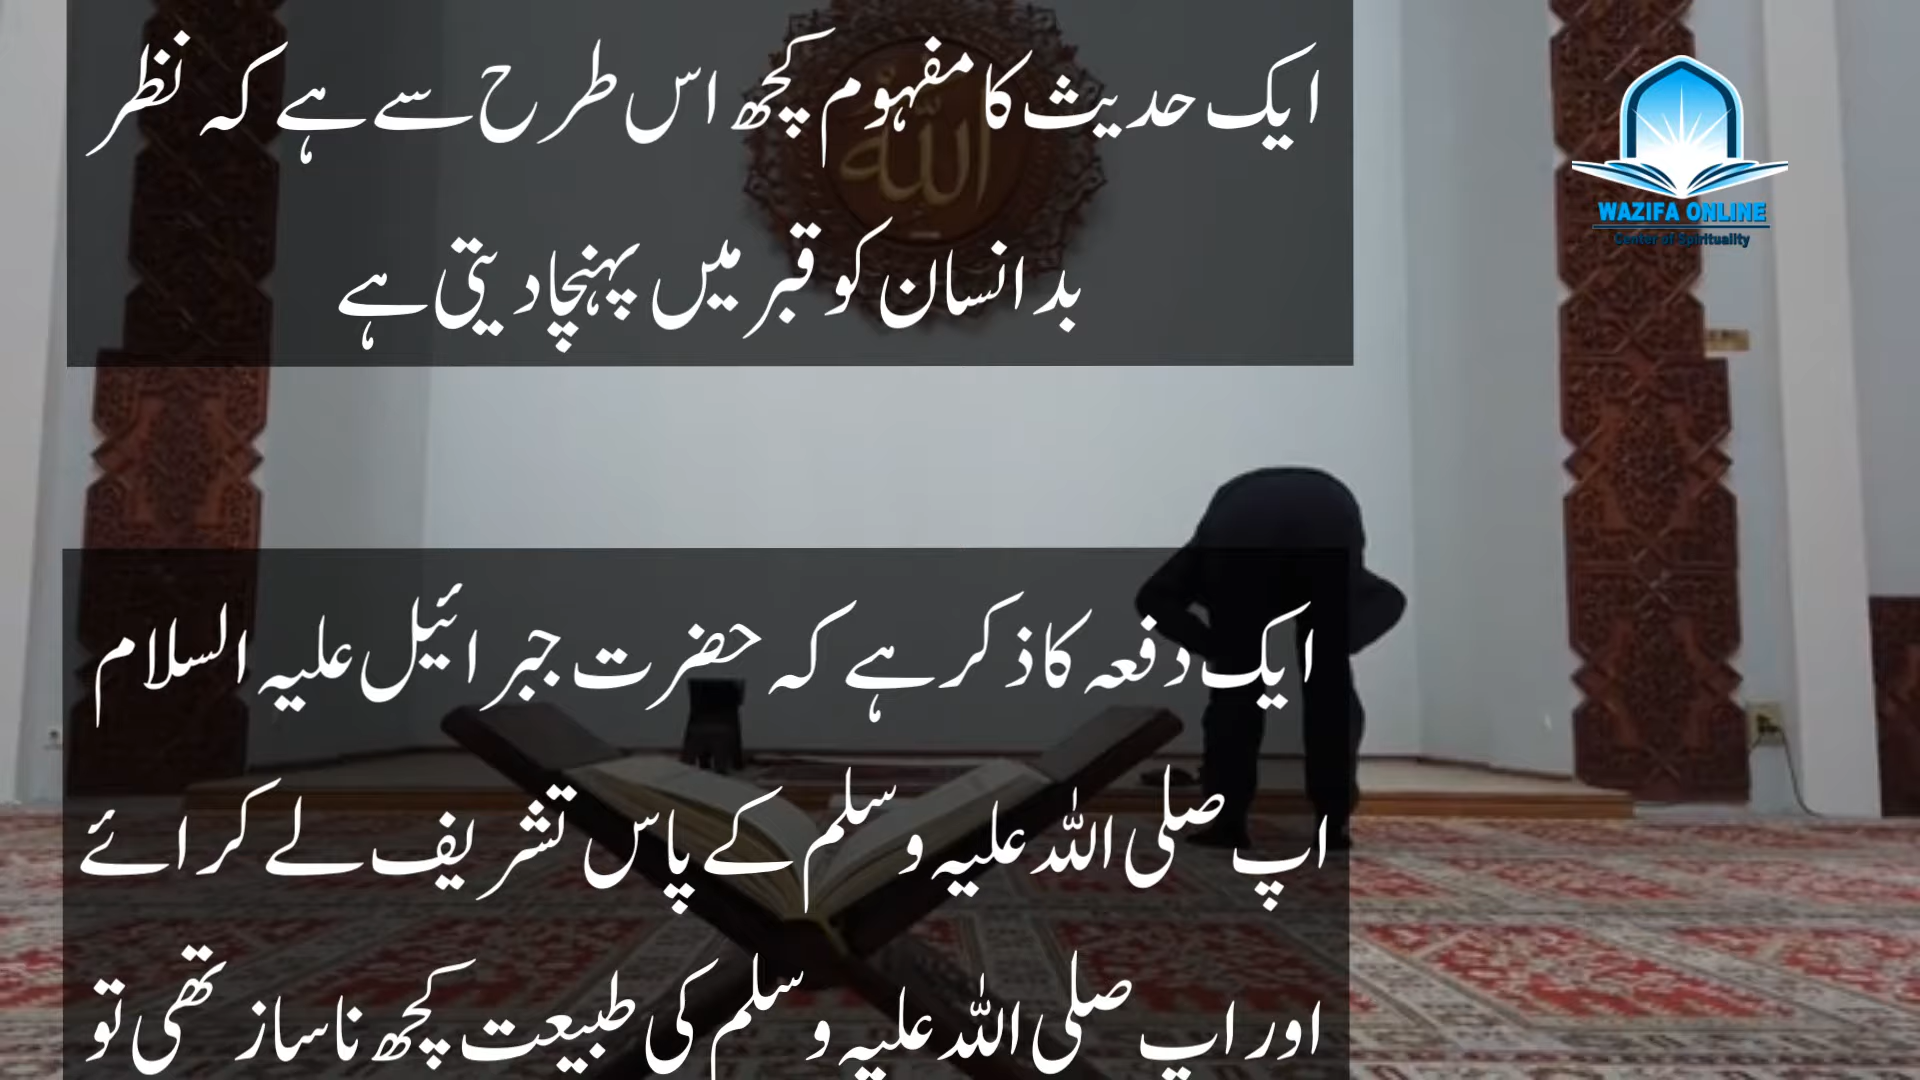 ایک حدیث کا مفہوم کچھ اس طرح سے ہے کہ نظر
بد انسان کو قبر میں پہنچا دیتی ہے
ایک دفعہ کا ذکر ہے کہ حضرت جبرائیل علیہ السلام
اپ صلی اللہ علیہ وسلم کے پاس تشریف لے کر ائے
اور اپ صلی اللہ علیہ وسلم کی طبیعت کچھ ناساز تھی تو
الله
WAZIFA ONLINE
Center of Spirituality